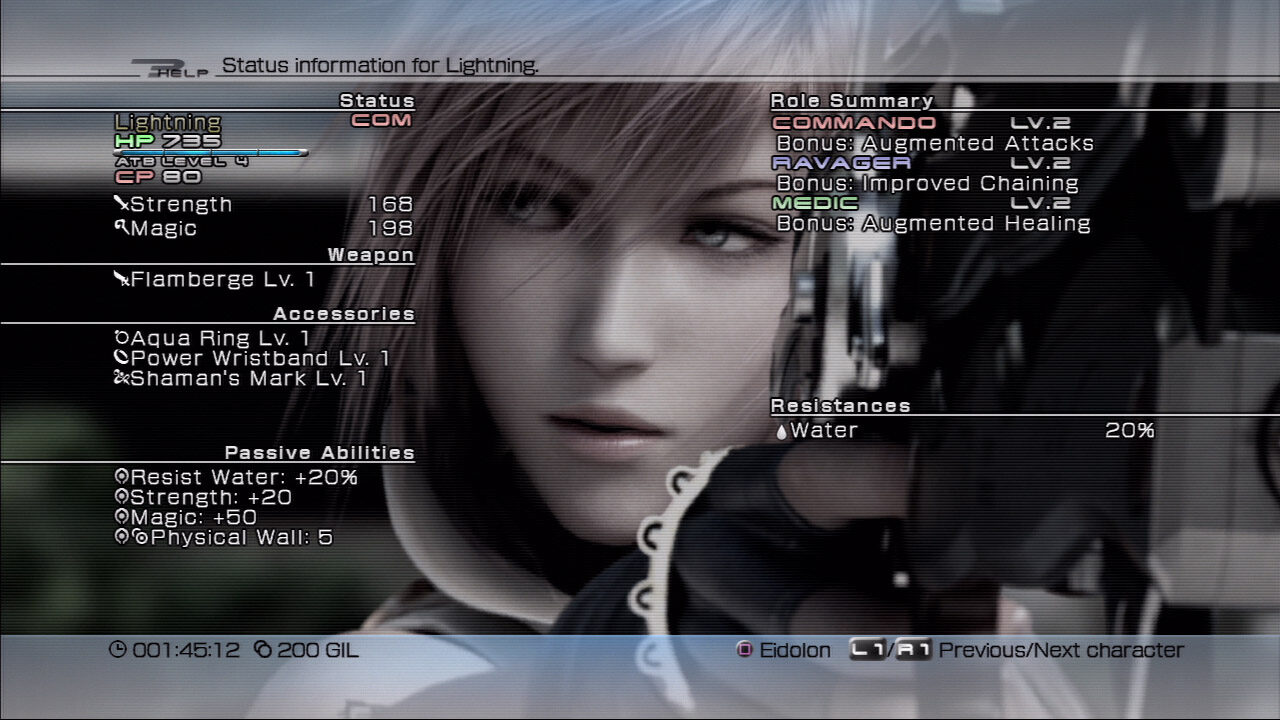 HELP Status information for Lightning.
Status
COM
Lightning
HP 735
ATB LEVEL 4
CP 80
Strength 168
Magic 198
Weapon
Flamberge Lv. 1
Accessories
Aqua Ring Lv. 1
Power Wristband Lv. 1
Shaman's Mark Lv. 1
Passive Abilities
Resist Water: +20%
Strength: +20
Magic: +50
Physical Wall: 5
Role Summary
COMMANDO LV.2
Bonus: Augmented Attacks
RAVAGER LV.2
Bonus: Improved Chaining
MEDIC LV.2
Bonus: Augmented Healing
Resistances
Water 20%
001:45:12 200 GIL
Eidolon L1/R1 Previous/Next character